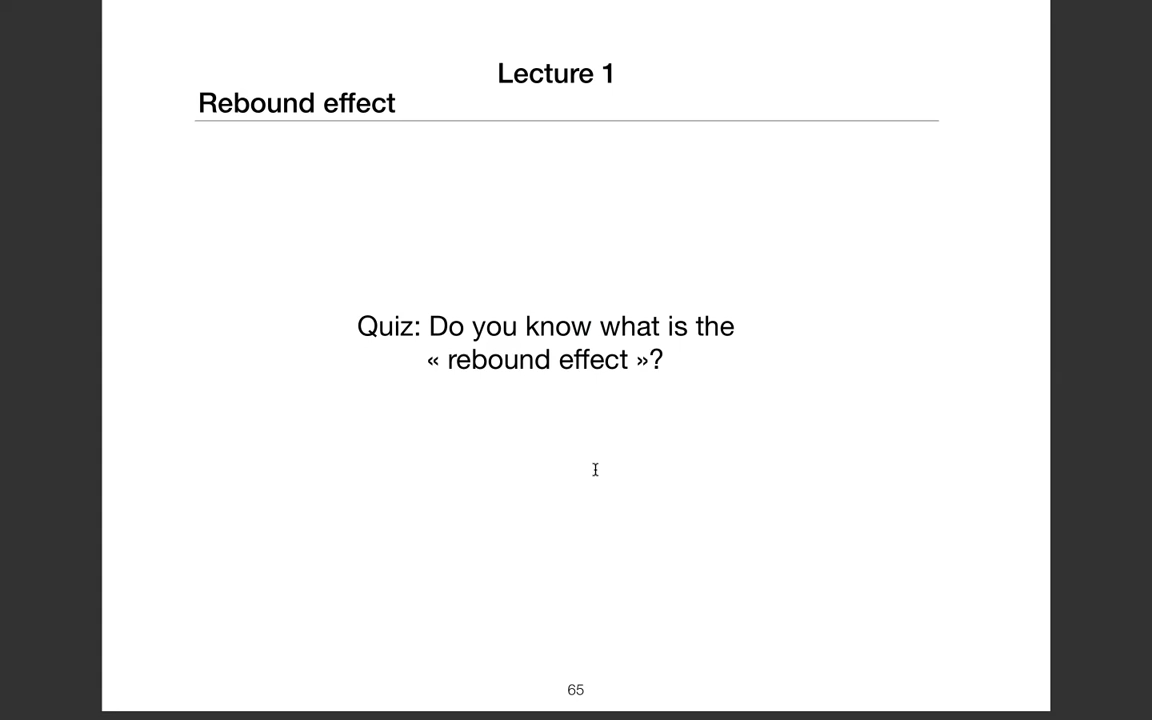 Lecture 1
Rebound effect
Quiz: Do you know what is the
« rebound effect »?
65